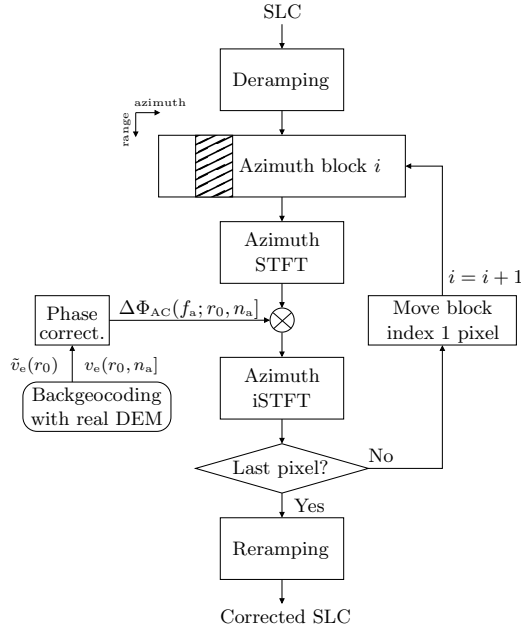 SLC
Deramping
azimuth
range
Azimuth block i
Azimuth
STFT
i = i + 1
Phase
correct.
ΔΦ_AC(f_a; r_0, n_a]
Move block
index 1 pixel
ṽ_e(r_0)
v_e(r_0, n_a]
Backgeocoding
with real DEM
Azimuth
iSTFT
Last pixel?
No
Yes
Reramping
Corrected SLC